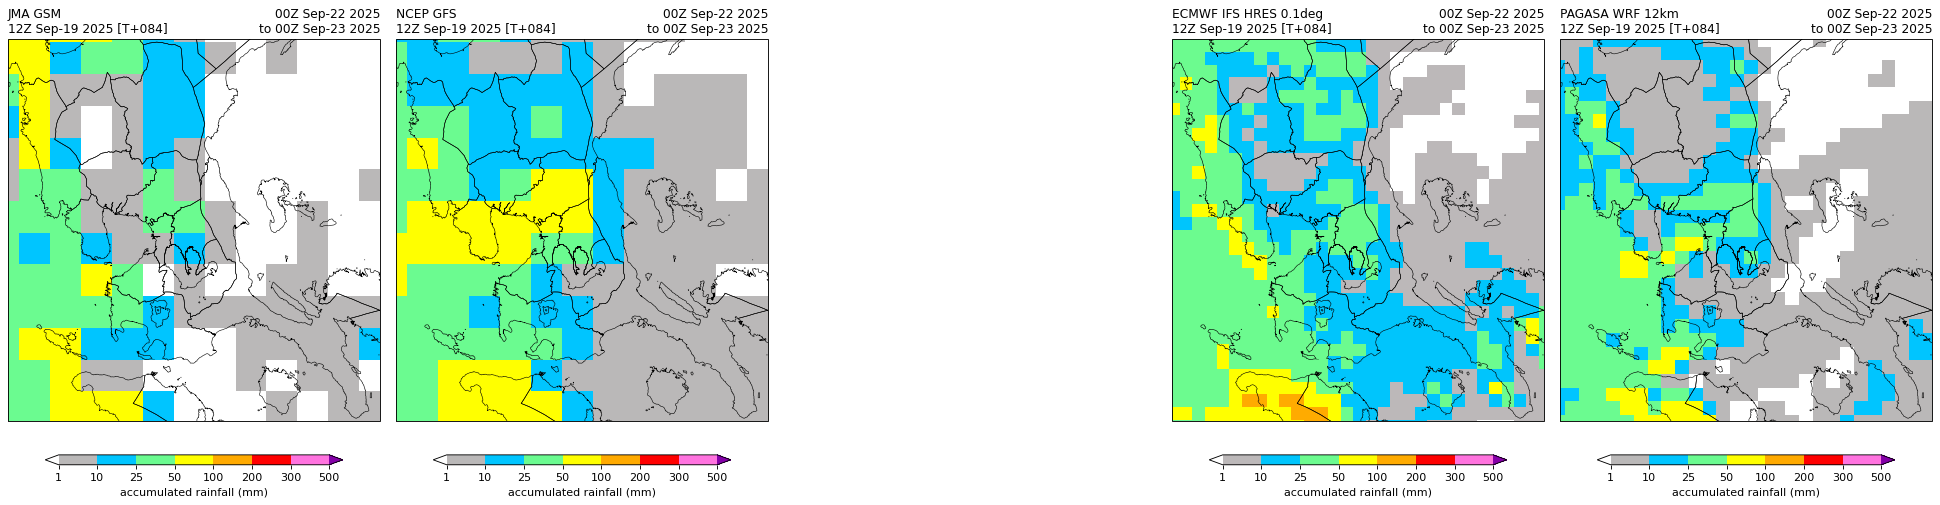 JMA GSM 00Z Sep-22 2025
12Z Sep-19 2025 [T+084] to 00Z Sep-23 2025
NCEP GFS 00Z Sep-22 2025
12Z Sep-19 2025 [T+084] to 00Z Sep-23 2025
ECMWF IFS HRES 0.1deg 00Z Sep-22 2025
12Z Sep-19 2025 [T+084] to 00Z Sep-23 2025
PAGASA WRF 12km 00Z Sep-22 2025
12Z Sep-19 2025 [T+084] to 00Z Sep-23 2025
1 10 25 50 100 200 300 500
accumulated rainfall (mm)
1 10 25 50 100 200 300 500
accumulated rainfall (mm)
1 10 25 50 100 200 300 500
accumulated rainfall (mm)
1 10 25 50 100 200 300 500
accumulated rainfall (mm)